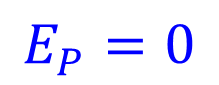 E_P = 0